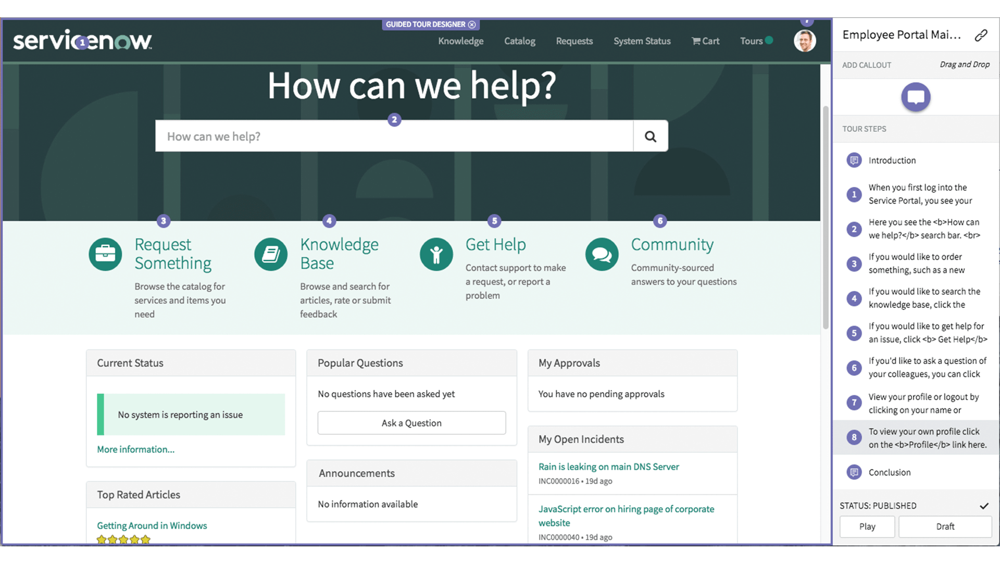 GUIDED TOUR DESIGNER
servicenow
1
Knowledge
Catalog
Requests
System Status
Cart
Tours
How can we help?
2
How can we help?
3
4
5
6
Request
Something
Browse the catalog for
services and items you
need
Knowledge
Base
Browse and search for
articles, rate or submit
feedback
Get Help
Contact support to make
a request, or report a
problem
Community
Community-sourced
answers to your questions
Current Status
No system is reporting an issue
More information...
Top Rated Articles
Getting Around in Windows
Popular Questions
No questions have been asked yet
Ask a Question
Announcements
No information available
My Approvals
You have no pending approvals
My Open Incidents
Rain is leaking on main DNS Server
INC0000016 • 19d ago
JavaScript error on hiring page of corporate
website
INC0000040 • 19d ago
Employee Portal Mai...
ADD CALLOUT
Drag and Drop
TOUR STEPS
Introduction
1
When you first log into the
Service Portal, you see your
2
Here you see the <b>How can
we help?</b> search bar. <br>
3
If you would like to order
something, such as a new
4
If you would like to search the
knowledge base, click the
5
If you would like to get help for
an issue, click <b> Get Help</b>
6
If you'd like to ask a question of
your colleagues, you can click
7
View your profile or logout by
clicking on your name or
8
To view your own profile click
on the <b>Profile</b> link here.
Conclusion
STATUS: PUBLISHED
Play
Draft